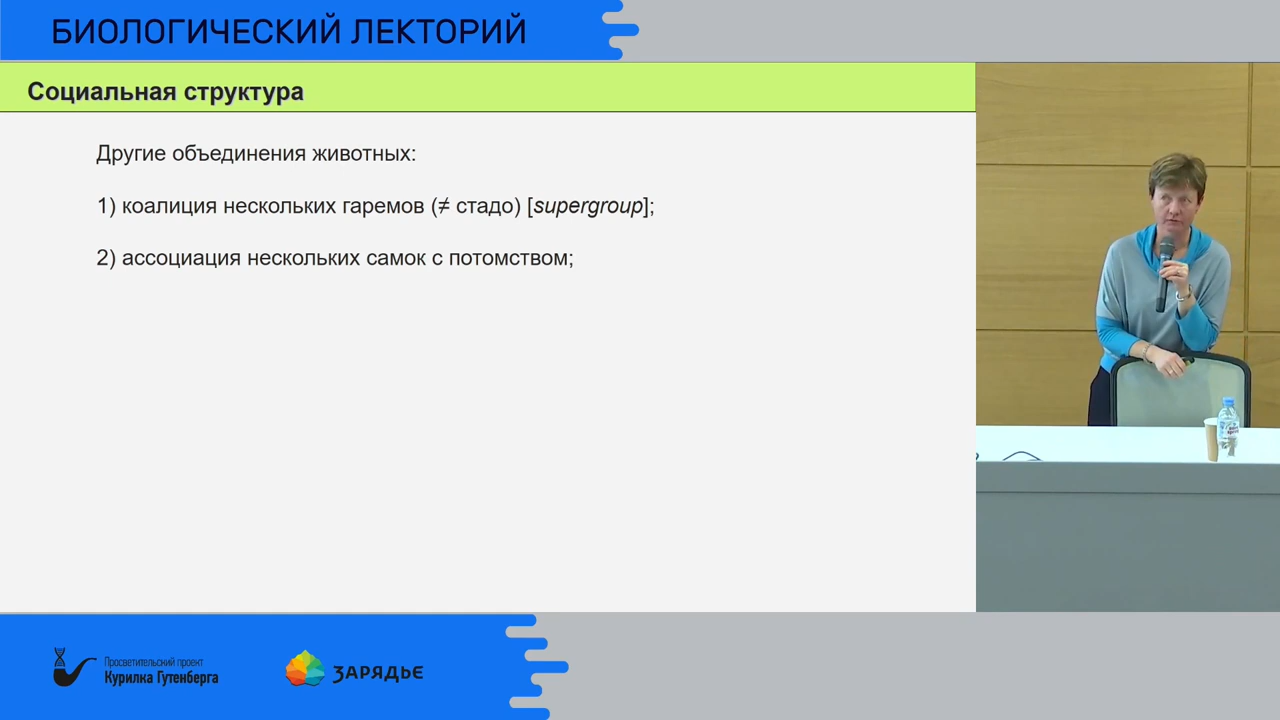 БИОЛОГИЧЕСКИЙ ЛЕКТОРИЙ
Социальная структура
Другие объединения животных:
1) коалиция нескольких гаремов (≠ стадо) [supergroup];
2) ассоциация нескольких самок с потомством;
Просветительский проект
Курилка Гутенберга
ЗАРЯДЬЕ